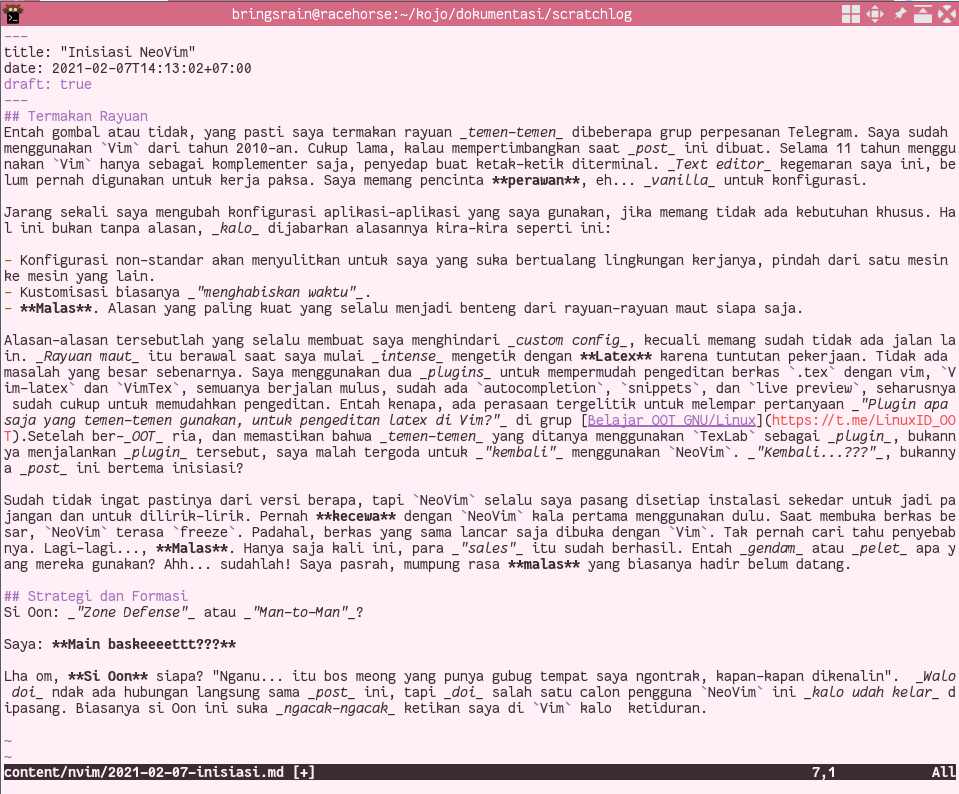 bringsrain@racehorse:~/kojo/dokumentasi/scratchlog
---
title: "Inisiasi NeoVim"
date: 2021-02-07T14:13:02+07:00
draft: true
---
## Termakan Rayuan
Entah gombal atau tidak, yang pasti saya termakan rayuan _temen-temen_ dibeberapa grup perpesanan Telegram. Saya sudah
menggunakan `Vim` dari tahun 2010-an. Cukup lama, kalau mempertimbangkan saat _post_ ini dibuat. Selama 11 tahun menggu
nakan `Vim` hanya sebagai komplementer saja, penyedap buat ketak-ketik diterminal. _Text editor_ kegemaran saya ini, be
lum pernah digunakan untuk kerja paksa. Saya memang pencinta **perawan**, eh... _vanilla_ untuk konfigurasi.
Jarang sekali saya mengubah konfigurasi aplikasi-aplikasi yang saya gunakan, jika memang tidak ada kebutuhan khusus. Ha
l ini bukan tanpa alasan, _kalo_ dijabarkan alasannya kira-kira seperti ini:
- Konfigurasi non-standar akan menyulitkan untuk saya yang suka bertualang lingkungan kerjanya, pindah dari satu mesin
ke mesin yang lain.
- Kustomisasi biasanya _"menghabiskan waktu"_.
- **Malas**. Alasan yang paling kuat yang selalu menjadi benteng dari rayuan-rayuan maut siapa saja.
Alasan-alasan tersebutlah yang selalu membuat saya menghindari _custom config_, kecuali memang sudah tidak ada jalan la
in. _Rayuan maut_ itu berawal saat saya mulai _intense_ mengetik dengan **Latex** karena tuntutan pekerjaan. Tidak ada
masalah yang besar sebenarnya. Saya menggunakan dua _plugins_ untuk mempermudah pengeditan berkas `.tex` dengan vim, `V
im-latex` dan `VimTex`, semuanya berjalan mulus, sudah ada `autocompletion`, `snippets`, dan `live preview`, seharusnya
sudah cukup untuk memudahkan pengeditan. Entah kenapa, ada perasaan tergelitik untuk melempar pertanyaan _"Plugin apa
saja yang temen-temen gunakan, untuk pengeditan latex di Vim?"_ di grup [Belajar OOT GNU/Linux](https://t.me/LinuxID_OO
T).Setelah ber-_OOT_ ria, dan memastikan bahwa _temen-temen_ yang ditanya menggunakan `TexLab` sebagai _plugin_, bukann
ya menjalankan _plugin_ tersebut, saya malah tergoda untuk _"kembali"_ menggunakan `NeoVim`. _"Kembali...???"_, bukanny
a _post_ ini bertema inisiasi?
Sudah tidak ingat pastinya dari versi berapa, tapi `NeoVim` selalu saya pasang disetiap instalasi sekedar untuk jadi pa
jangan dan untuk dilirik-lirik. Pernah **kecewa** dengan `NeoVim` kala pertama menggunakan dulu. Saat membuka berkas be
sar, `NeoVim` terasa `freeze`. Padahal, berkas yang sama lancar saja dibuka dengan `Vim`. Tak pernah cari tahu penyebab
nya. Lagi-lagi..., **Malas**. Hanya saja kali ini, para _"sales"_ itu sudah berhasil. Entah _gendam_ atau _pelet_ apa y
ang mereka gunakan? Ahh... sudahlah! Saya pasrah, mumpung rasa **malas** yang biasanya hadir belum datang.
## Strategi dan Formasi
Si Oon: _"Zone Defense"_ atau _"Man-to-Man"_?
Saya: **Main baskeeeettt???**
Lha om, **Si Oon** siapa? "Nganu... itu bos meong yang punya gubug tempat saya ngontrak, kapan-kapan dikenalin".  _Walo
doi_ ndak ada hubungan langsung sama _post_ ini, tapi _doi_ salah satu calon pengguna `NeoVim` ini _kalo udah kelar_ d
ipasang. Biasanya si Oon ini suka _ngacak-ngacak_ ketikan saya di `Vim` kalo  ketiduran.
~
~
content/nvim/2021-02-07-inisiasi.md [+] 7,1 All